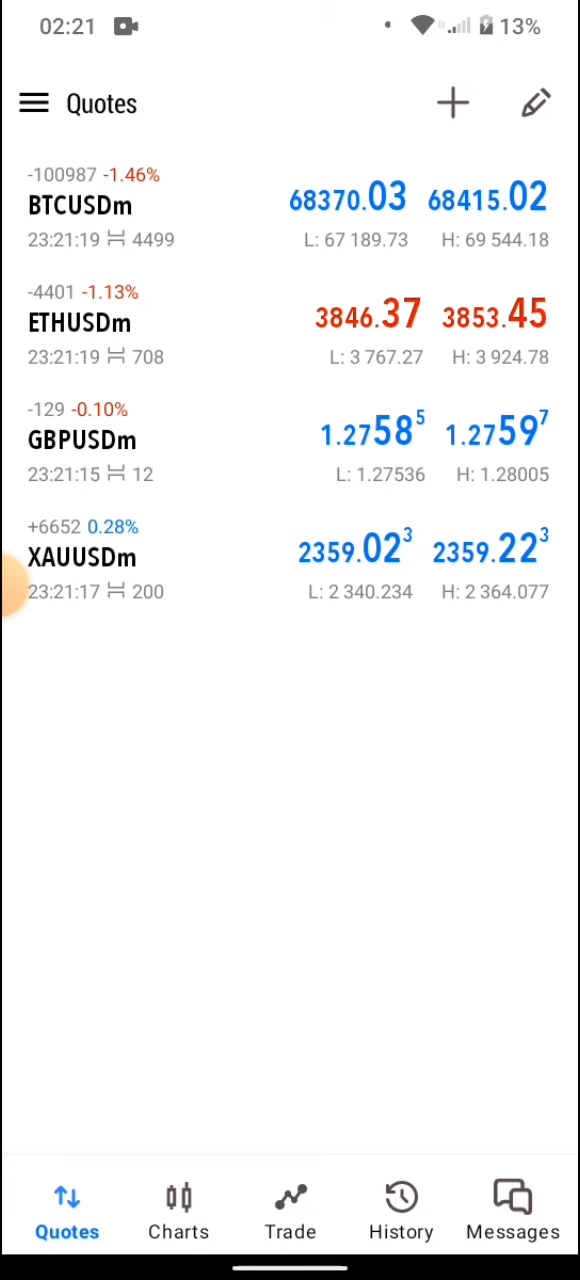 02:21 13%
Quotes
-100987 -1.46%
BTCUSDm 68370.03 68415.02
23:21:19 4499 L: 67 189.73 H: 69 544.18
-4401 -1.13%
ETHUSDm 3846.37 3853.45
23:21:19 708 L: 3 767.27 H: 3 924.78
-129 -0.10%
GBPUSDm 1.27585 1.27597
23:21:15 12 L: 1.27536 H: 1.28005
+6652 0.28%
XAUUSDm 2359.023 2359.223
23:21:17 200 L: 2 340.234 H: 2 364.077
Quotes Charts Trade History Messages